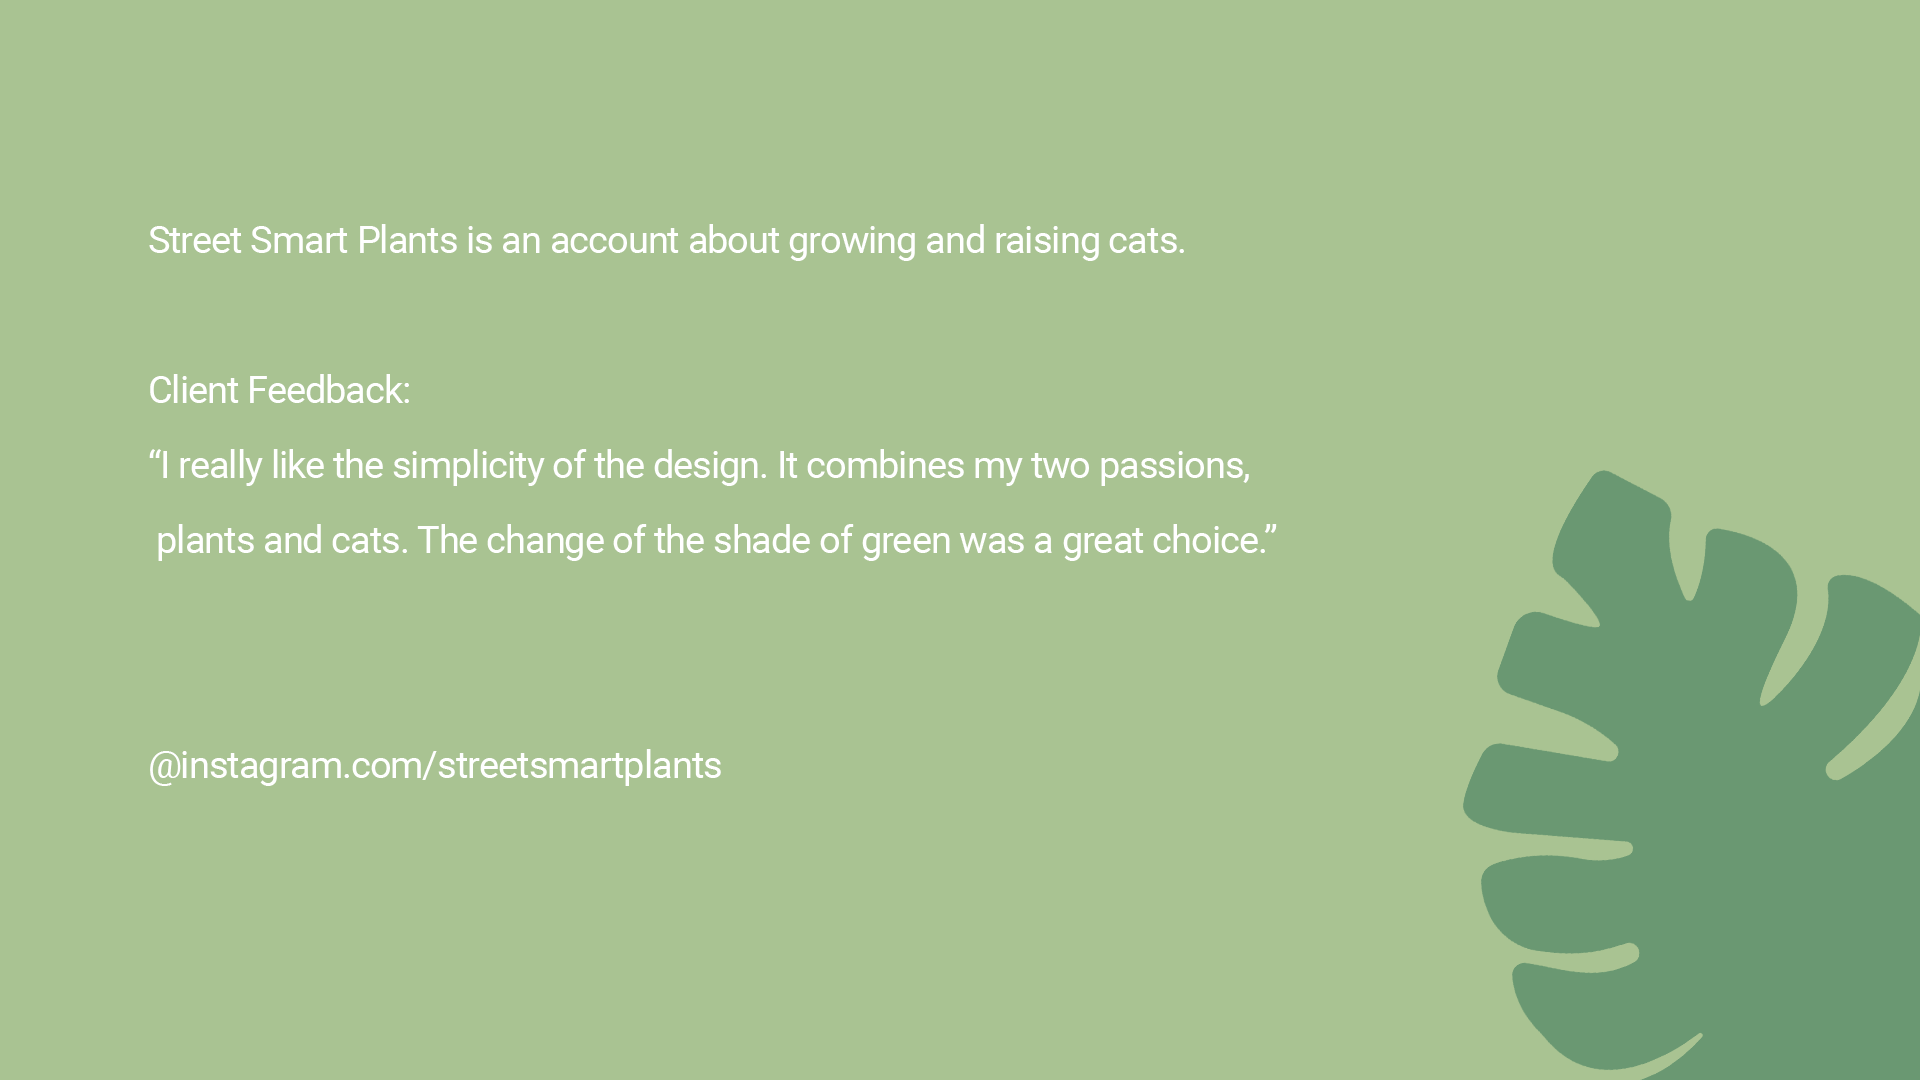 Street Smart Plants is an account about growing and raising cats.
Client Feedback:
“I really like the simplicity of the design. It combines my two passions,
plants and cats. The change of the shade of green was a great choice.”
@instagram.com/streetsmartplants